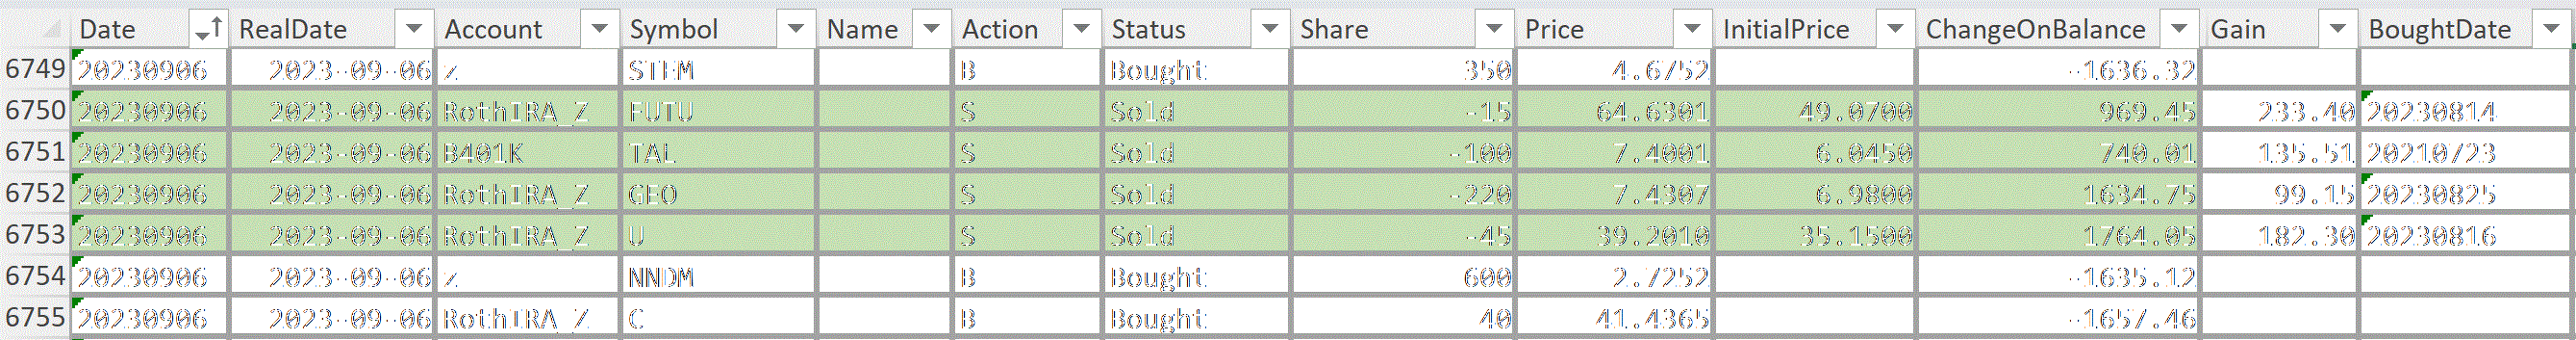 Date RealDate Account Symbol Name Action Status Share Price InitialPrice ChangeOnBalance Gain BoughtDate
6749 20230906 2023-09-06 z STEM B Bought 350 4.6752 -1636.32
6750 20230906 2023-09-06 RothIRA_Z FUTU S Sold -15 64.6301 49.0700 969.45 233.40 20230814
6751 20230906 2023-09-06 B401K TAL S Sold -100 7.4001 6.0450 740.01 135.51 20210723
6752 20230906 2023-09-06 RothIRA_Z GEO S Sold -220 7.4307 6.9800 1634.75 99.15 20230825
6753 20230906 2023-09-06 RothIRA_Z U S Sold -45 39.2010 35.1500 1764.05 182.30 20230816
6754 20230906 2023-09-06 z NNDM B Bought 600 2.7252 -1635.12
6755 20230906 2023-09-06 RothIRA_Z C B Bought 40 41.4365 -1657.46